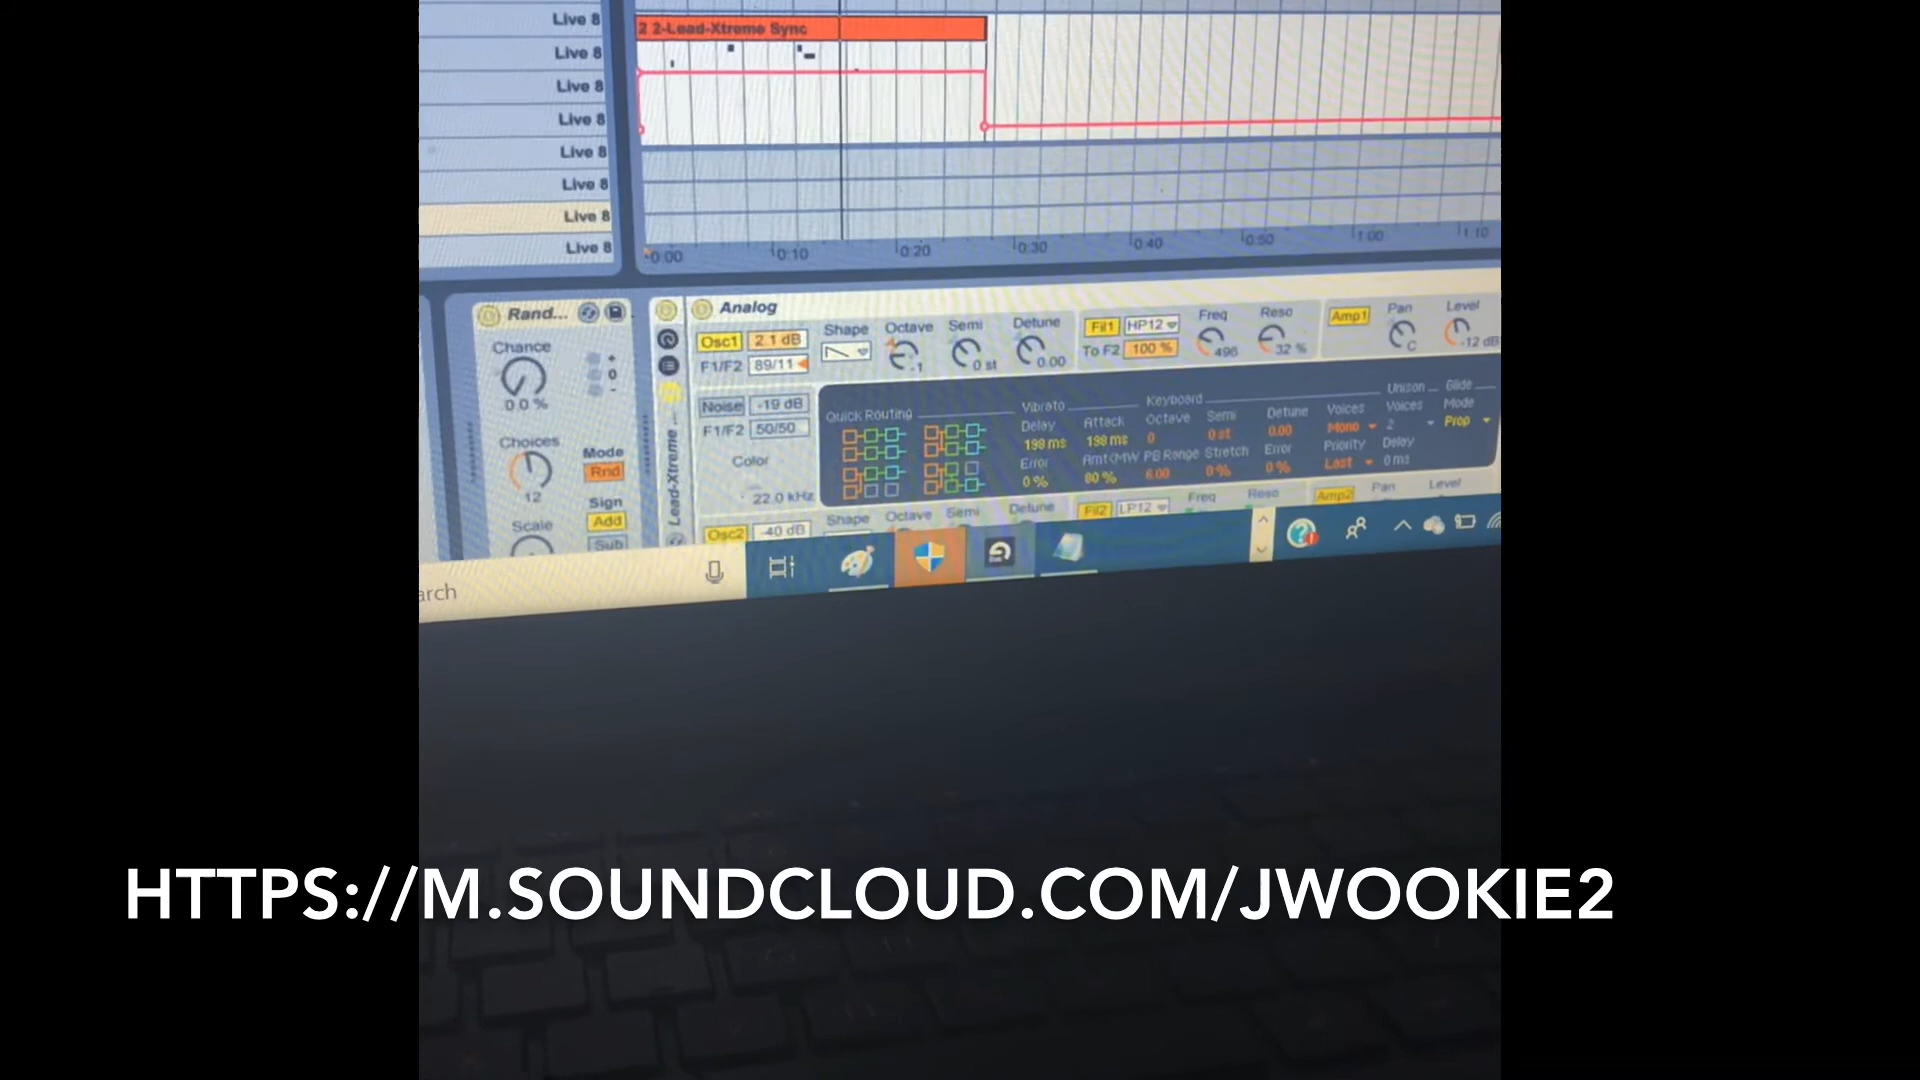 Live 8
2 2-Lead-Xtreme Sync
Live 8
Live 8
Live 8
Live 8
Live 8
Live 8
Live 8
0:00 0:10 0:20 0:30 0:40 0:50 1:00 1:10
Rand...
Chance
0.0 %
+
0
-
Choices
12
Mode
Rnd
Sign
Add
Sub
Scale
Lead-Xtreme ...
Analog
Osc1 2.1 dB Shape Octave Semi Detune Fil1 HP12 Freq Reso Amp1 Pan Level
F1/F2 89/11 -1 0 st 0.00 To F2 100 % 496 32 % C -12 dB
Noise -19 dB
F1/F2 50/50
Color
22.0 kHz
Quick Routing
Vibrato
Delay Attack
198 ms 198 ms
Error Amt<MW
0 % 80 %
Keyboard
Octave Semi Detune
0 0 st 0.00
PB Range Stretch Error
6.00 0 % 0 %
Voices
Mono
Priority
Last
Unison
Voices
2
Delay
0 ms
Glide
Mode
Prop
Osc2 -40 dB Shape Octave Semi Detune Fil2 LP12 Freq Reso Amp2 Pan Level
arch
HTTPS://M.SOUNDCLOUD.COM/JWOOKIE2